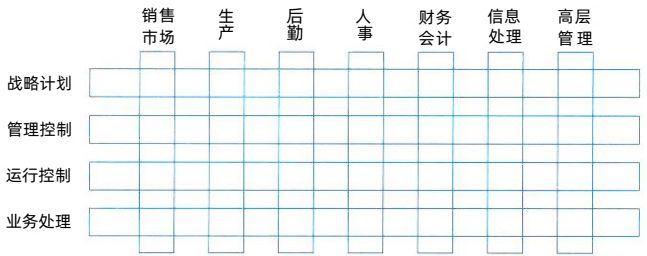 销售
市场
生
产
后
勤
人
事
财务
会计
信息
处理
高层
管理
战略计划
管理控制
运行控制
业务处理